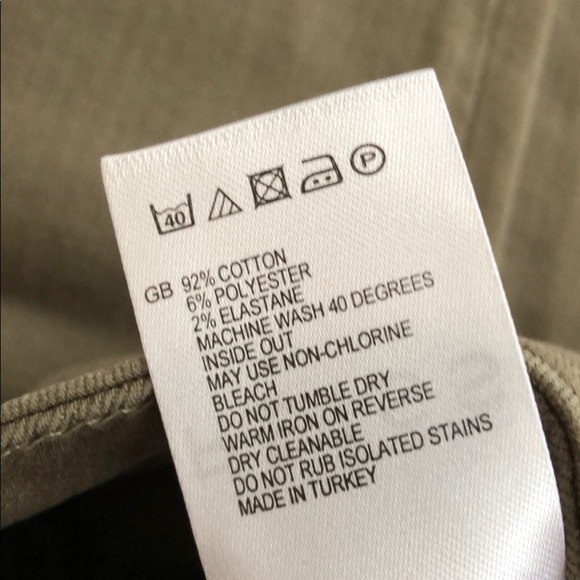 40 P
GB 92% COTTON
6% POLYESTER
2% ELASTANE
MACHINE WASH 40 DEGREES
INSIDE OUT
MAY USE NON-CHLORINE
BLEACH
DO NOT TUMBLE DRY
WARM IRON ON REVERSE
DRY CLEANABLE
DO NOT RUB ISOLATED STAINS
MADE IN TURKEY